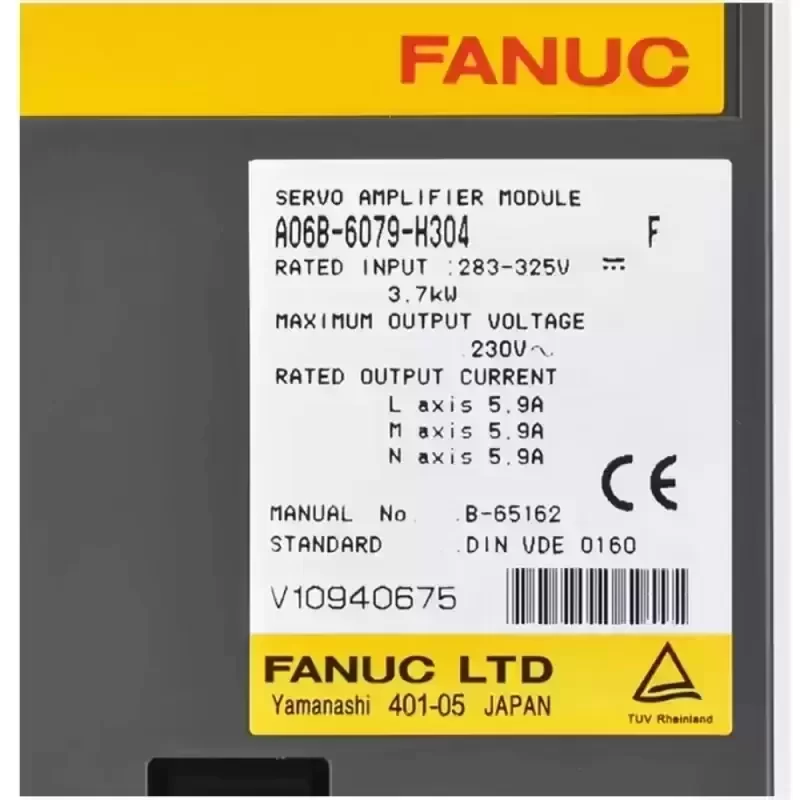 FANUC
SERVO AMPLIFIER MODULE
A06B-6079-H304 F
RATED INPUT :283-325V ⎓
3.7kW
MAXIMUM OUTPUT VOLTAGE
.230V~
RATED OUTPUT CURRENT
L axis 5.9A
M axis 5.9A
N axis 5.9A
CE
MANUAL No. .B-65162
STANDARD .DIN VDE 0160
V10940675
FANUC LTD
Yamanashi 401-05 JAPAN
TUV Rheinland